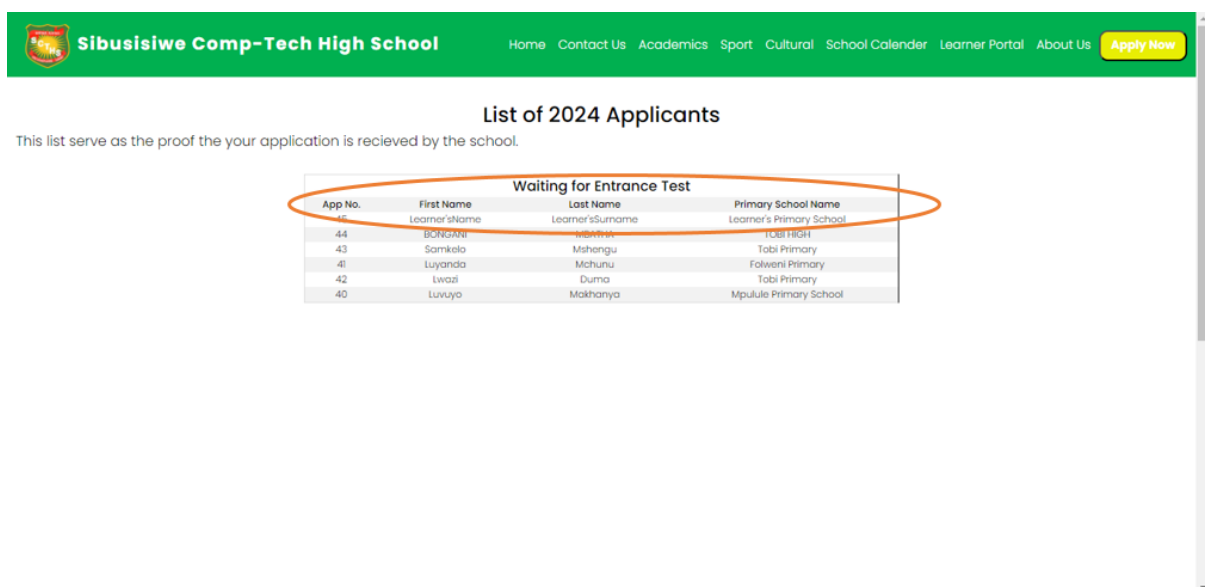 Sibusisiwe Comp-Tech High School Home Contact Us Academics Sport Cultural School Calender Learner Portal About Us Apply Now
List of 2024 Applicants
This list serve as the proof the your application is recieved by the school.
Waiting for Entrance Test
App No. First Name Last Name Primary School Name
45 Learner'sName Learner'sSurname Learner's Primary School
44 BONGANI MBATHA TOBI HIGH
43 Samkelo Mshengu Tobi Primary
41 Luyanda Mchunu Folweni Primary
42 Lwazi Duma Tobi Primary
40 Luvuyo Makhanya Mpulule Primary School